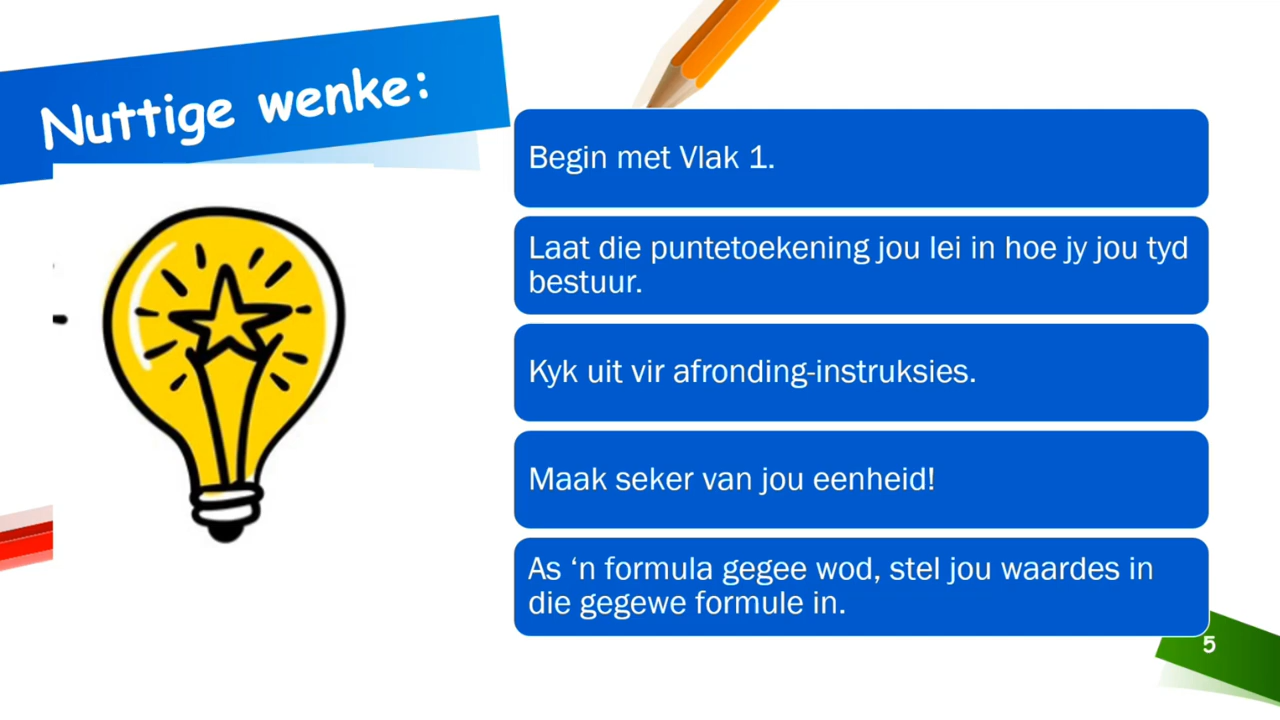 Nuttige wenke:
Begin met Vlak 1.
Laat die puntetoekening jou lei in hoe jy jou tyd
bestuur.
Kyk uit vir afronding-instruksies.
Maak seker van jou eenheid!
As ‘n formula gegee wod, stel jou waardes in
die gegewe formule in.
5